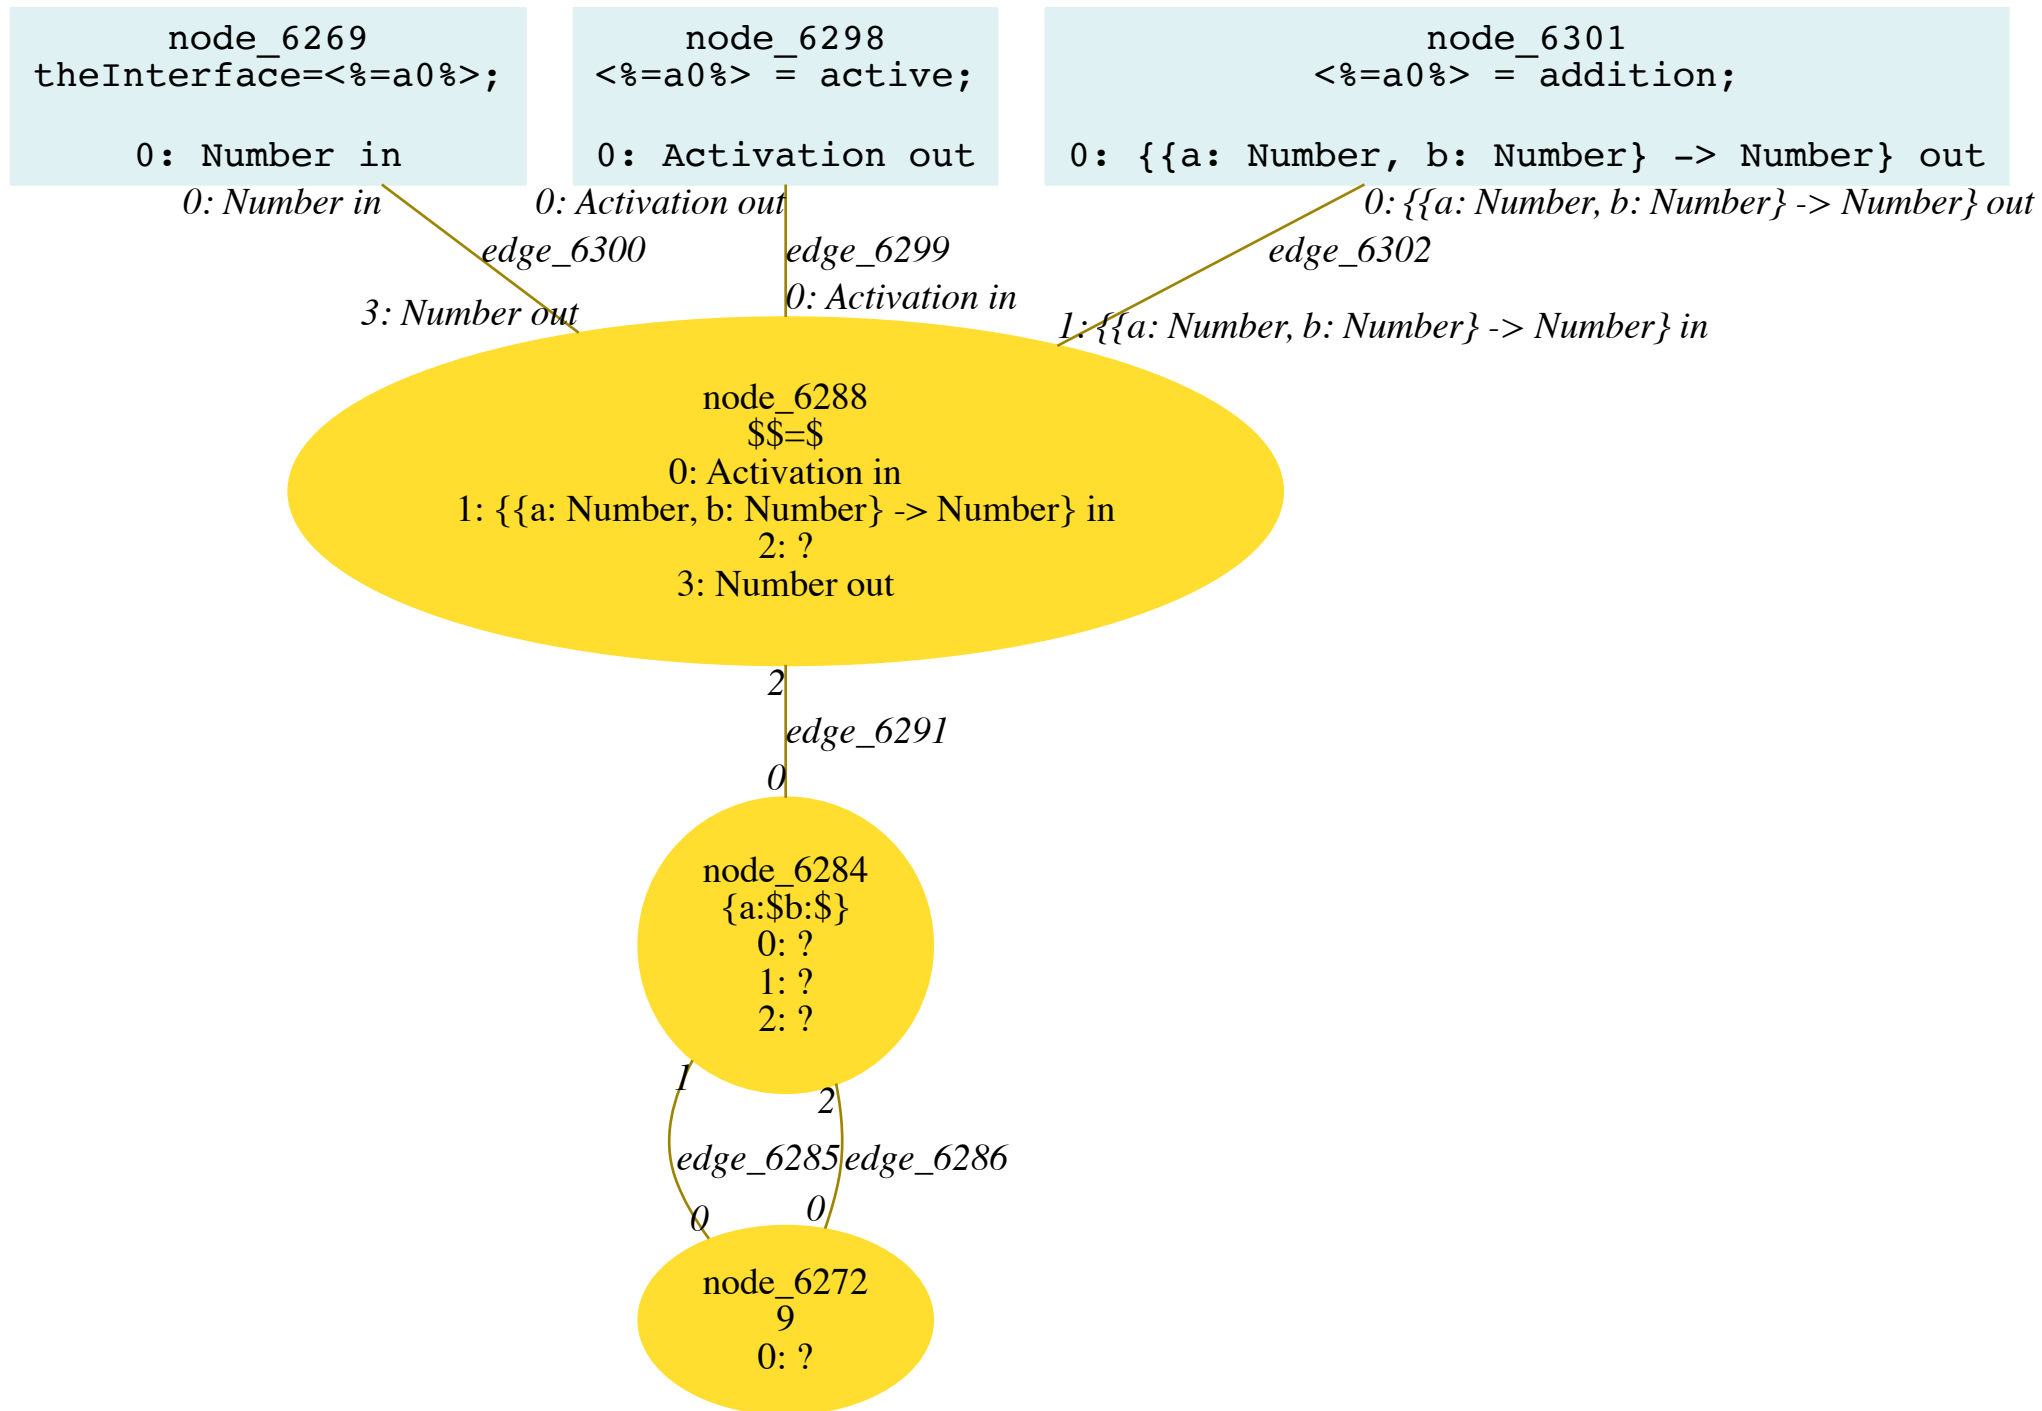 node_6269
theInterface=<%=a0%>;
0: Number in
node_6298
<%=a0%> = active;
0: Activation out
node_6301
<%=a0%> = addition;
0: {{a: Number, b: Number} -> Number} out
0: Number in
0: Activation out
0: {{a: Number, b: Number} -> Number} out
edge_6300
edge_6299
edge_6302
3: Number out
0: Activation in
1: {{a: Number, b: Number} -> Number} in
node_6288
$$=$
0: Activation in
1: {{a: Number, b: Number} -> Number} in
2: ?
3: Number out
2
edge_6291
0
node_6284
{a:$b:$}
0: ?
1: ?
2: ?
1
2
edge_6285
edge_6286
0
0
node_6272
9
0: ?